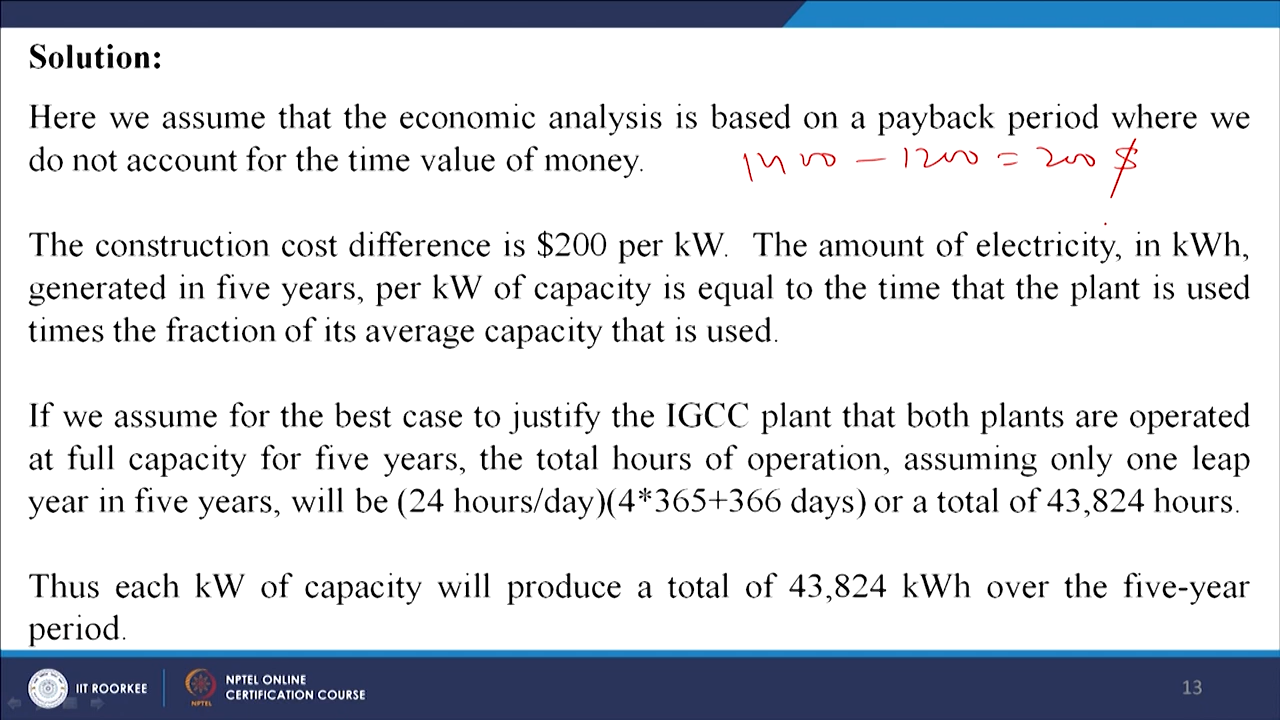 Solution:
Here we assume that the economic analysis is based on a payback period where we
do not account for the time value of money.
1400 - 1200 = 200 $
The construction cost difference is $200 per kW. The amount of electricity, in kWh,
generated in five years, per kW of capacity is equal to the time that the plant is used
times the fraction of its average capacity that is used.
If we assume for the best case to justify the IGCC plant that both plants are operated
at full capacity for five years, the total hours of operation, assuming only one leap
year in five years, will be (24 hours/day)(4*365+366 days) or a total of 43,824 hours.
Thus each kW of capacity will produce a total of 43,824 kWh over the five-year
period.
IIT ROORKEE
NPTEL
NPTEL ONLINE
CERTIFICATION COURSE
13